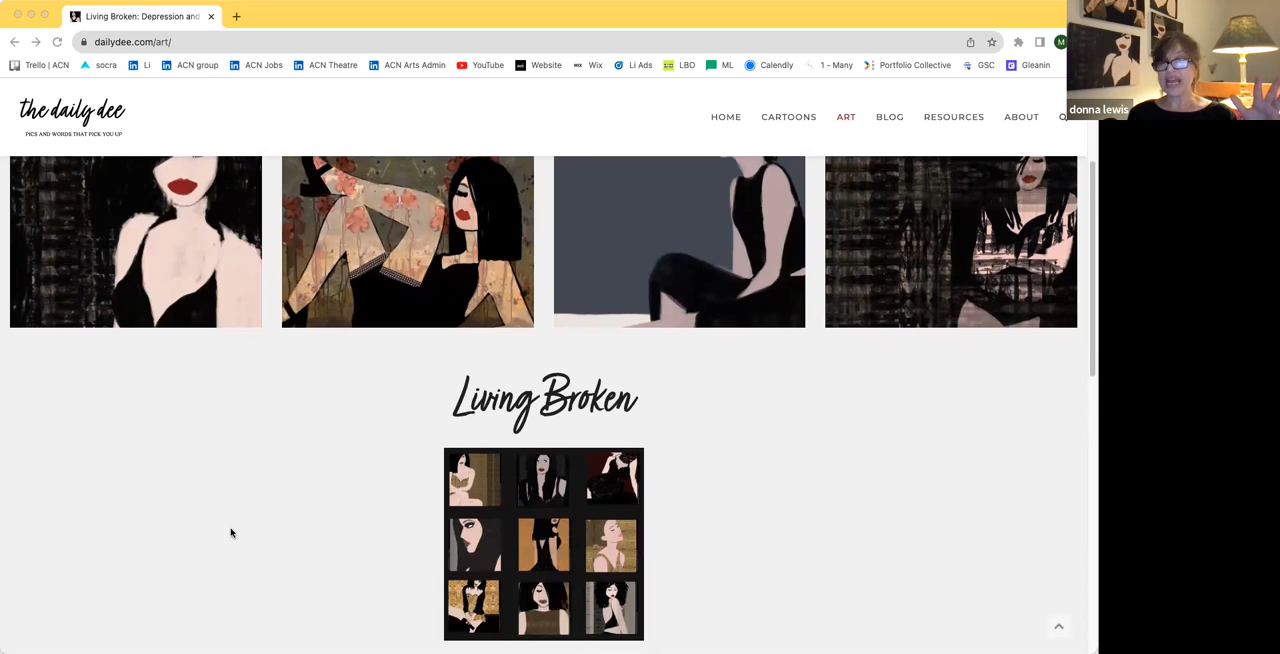 Living Broken: Depression and
dailydee.com/art/
M
Trello | ACN
socra
Li
ACN group
ACN Jobs
ACN Theatre
ACN Arts Admin
YouTube
Website
Wix
Li Ads
LBO
ML
Calendly
1 - Many
Portfolio Collective
GSC
Gleanin
donna lewis
the daily dee
PICS AND WORDS THAT PICK YOU UP
HOME
CARTOONS
ART
BLOG
RESOURCES
ABOUT
Living Broken